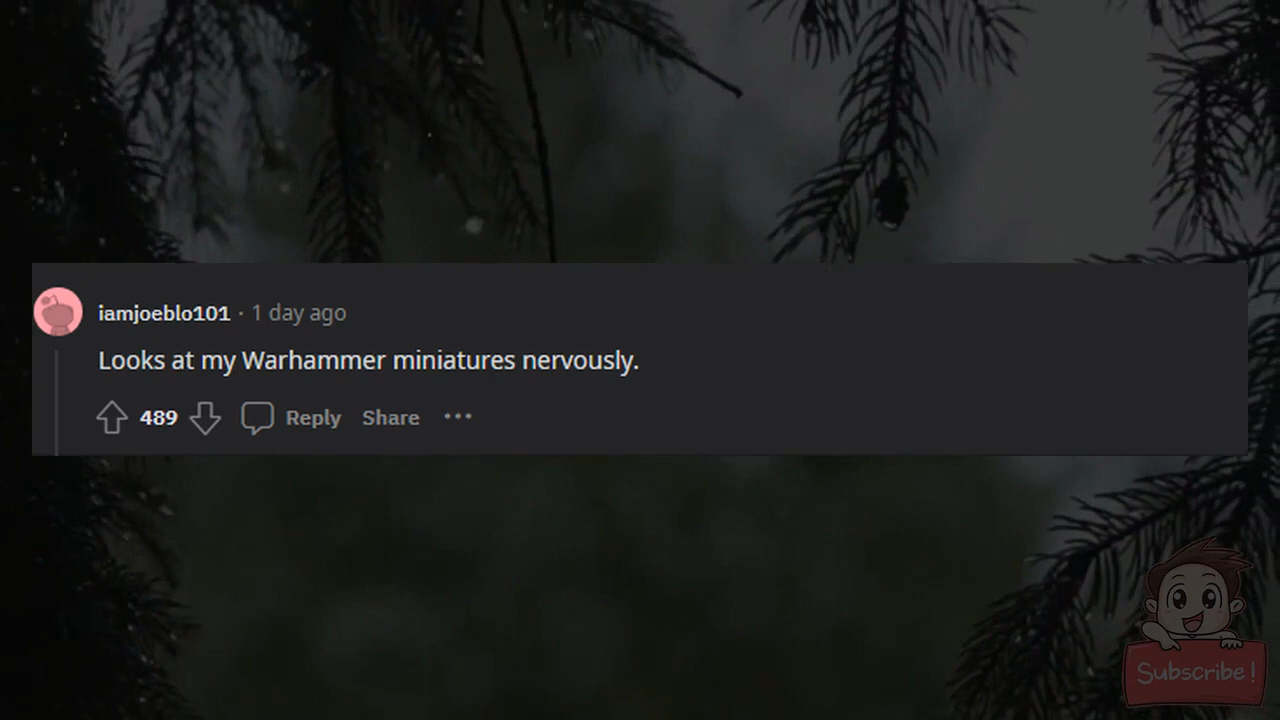 iamjoeblo101 · 1 day ago
Looks at my Warhammer miniatures nervously.
489 Reply Share ···
Subscribe!